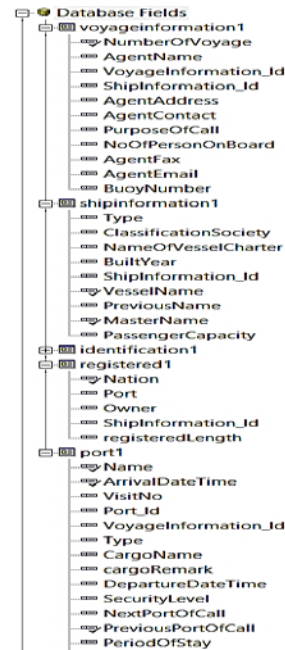 Database Fields
voyageinformation1
NumberOfVoyage
AgentName
VoyageInformation_Id
ShipInformation_Id
AgentAddress
AgentContact
PurposeOfCall
NoOfPersonOnBoard
AgentFax
AgentEmail
BuoyNumber
shipinformation1
Type
ClassificationSociety
NameOfVesselCharter
BuiltYear
ShipInformation_Id
VesselName
PreviousName
MasterName
PassengerCapacity
identification1
registered1
Nation
Port
Owner
ShipInformation_Id
registeredLength
port1
Name
ArrivalDateTime
VisitNo
Port_Id
VoyageInformation_Id
Type
CargoName
cargoRemark
DepartureDateTime
SecurityLevel
NextPortOfCall
PreviousPortOfCall
PeriodOfStay